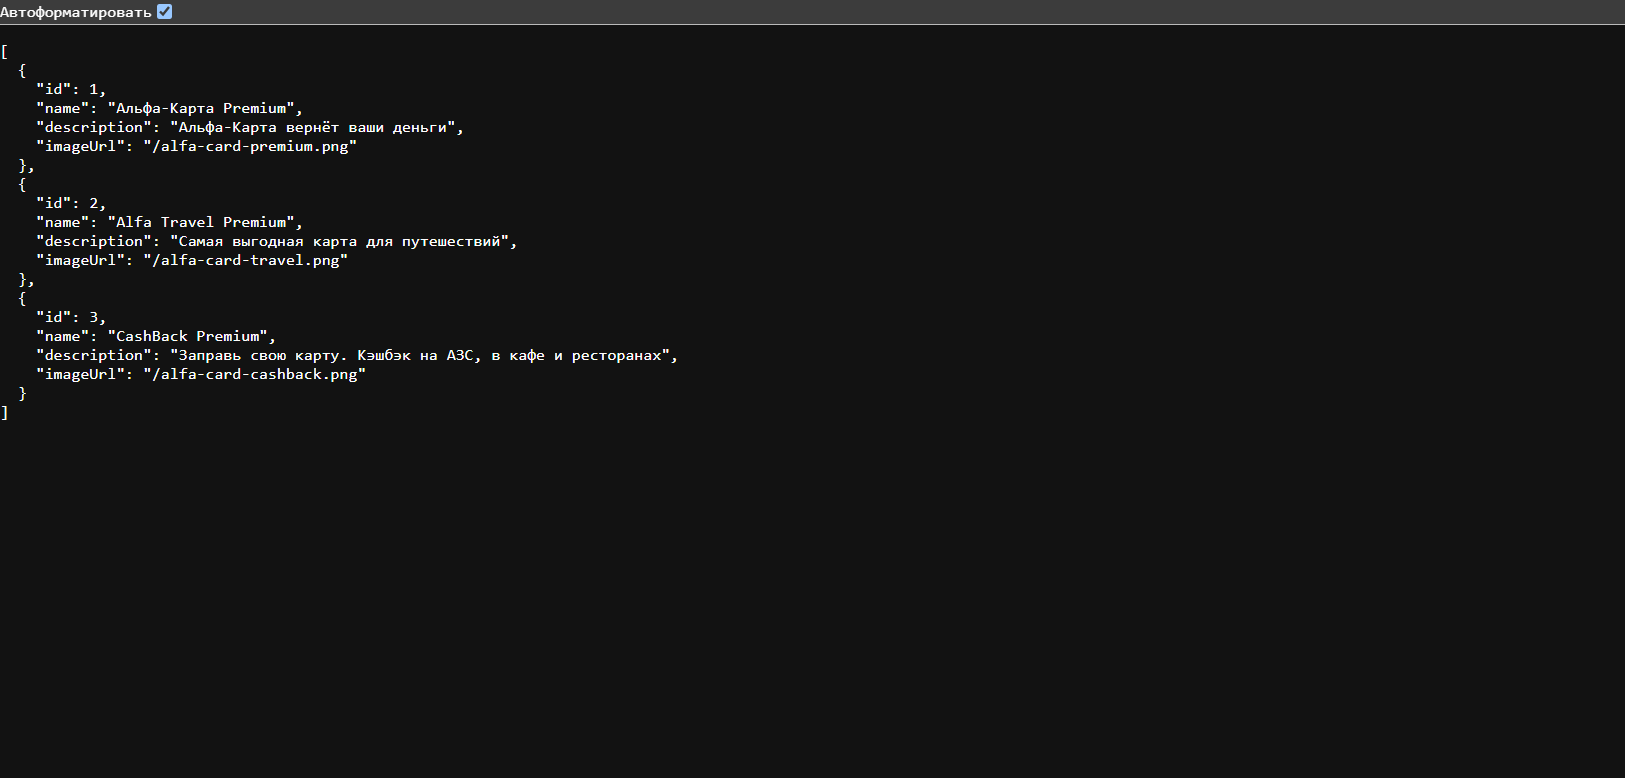 Автоформатировать
[
  {
    "id": 1,
    "name": "Альфа-Карта Premium",
    "description": "Альфа-Карта вернёт ваши деньги",
    "imageUrl": "/alfa-card-premium.png"
  },
  {
    "id": 2,
    "name": "Alfa Travel Premium",
    "description": "Самая выгодная карта для путешествий",
    "imageUrl": "/alfa-card-travel.png"
  },
  {
    "id": 3,
    "name": "CashBack Premium",
    "description": "Заправь свою карту. Кэшбэк на АЗС, в кафе и ресторанах",
    "imageUrl": "/alfa-card-cashback.png"
  }
]